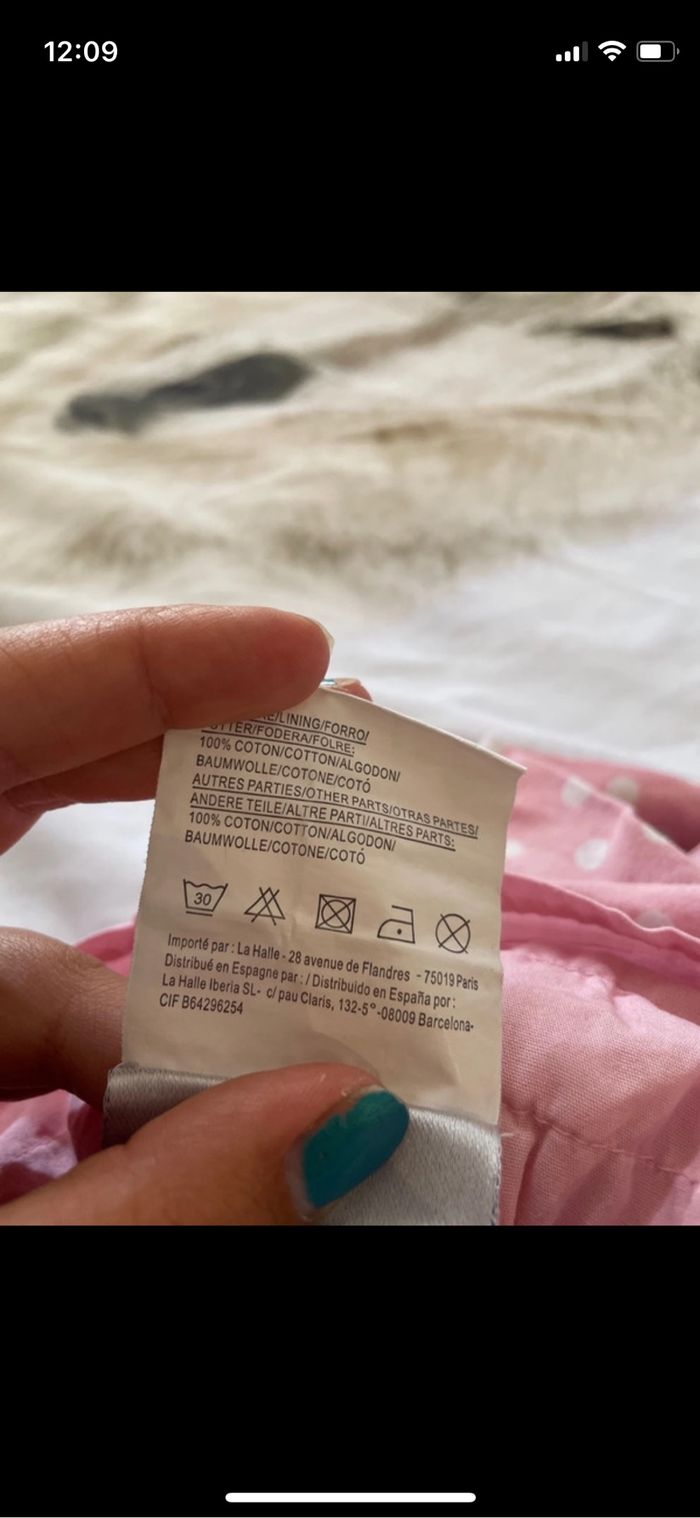 12:09
LINING/FORRO/
FODERA/FOLRE:
100% COTON/COTTON/ALGODON/
BAUMWOLLE/COTONE/COTÓ
AUTRES PARTIES/OTHER PARTS/OTRAS PARTES/
ANDERE TEILE/ALTRE PARTI/ALTRES PARTS:
100% COTON/COTTON/ALGODON/
BAUMWOLLE/COTONE/COTÓ
30
Importé par : La Halle - 28 avenue de Flandres - 75019 Paris
Distribué en Espagne par : / Distribuido en España por :
La Halle Iberia SL- c/ pau Claris, 132-5°-08009 Barcelona-
CIF B64296254